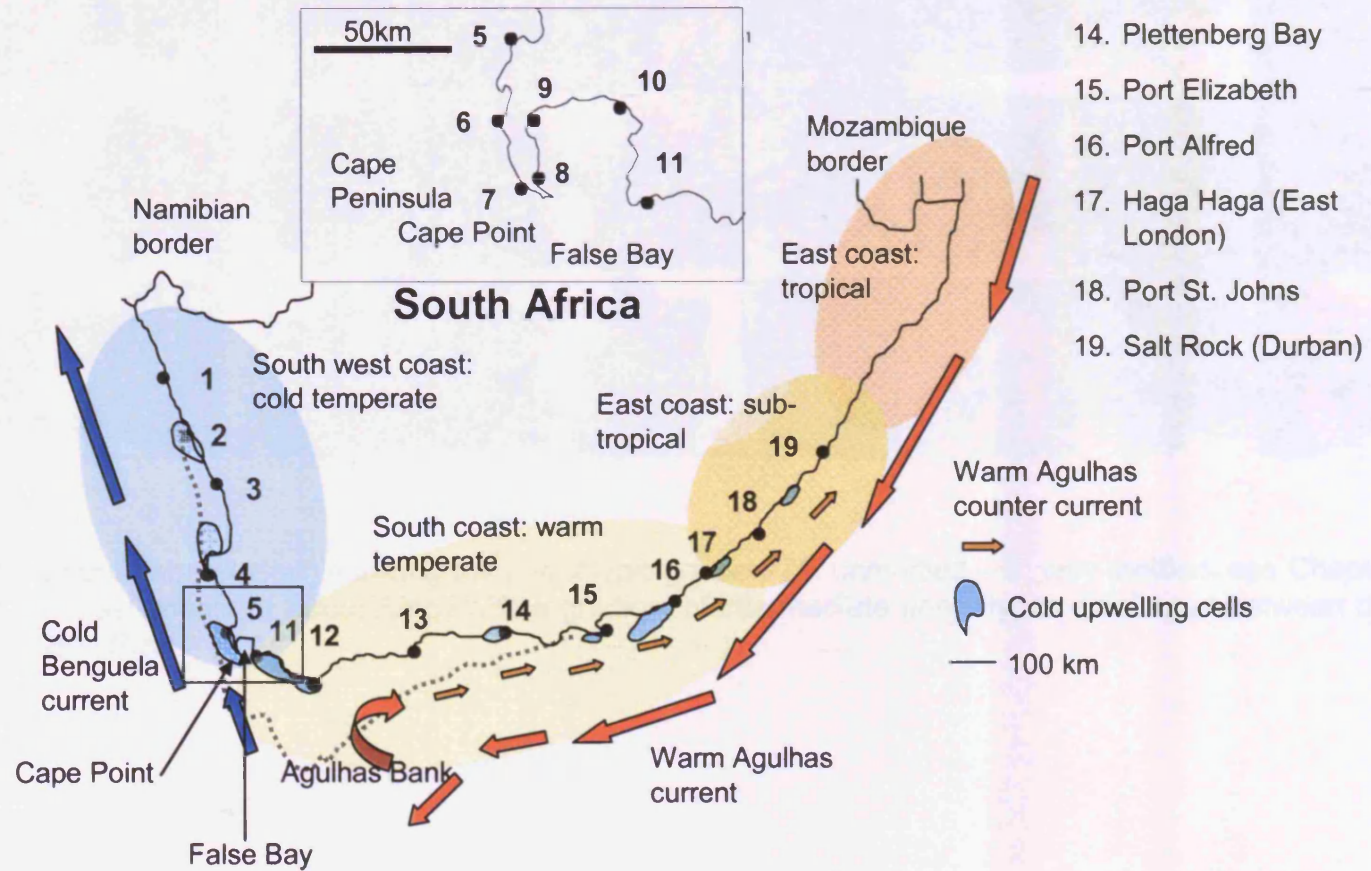 50km
5
9
10
6
8
11
7
Cape
Peninsula
Cape Point
False Bay
14. Plettenberg Bay
15. Port Elizabeth
16. Port Alfred
17. Haga Haga (East
London)
18. Port St. Johns
19. Salt Rock (Durban)
Mozambique
border
Namibian
border
East coast:
tropical
South Africa
South west coast:
cold temperate
East coast: sub-
tropical
1
2
3
4
5
11
12
13
14
15
16
17
18
19
South coast: warm
temperate
Warm Agulhas
counter current
Cold upwelling cells
100 km
Cold
Benguela
current
Cape Point
Agulhas Bank
Warm Agulhas
current
False Bay